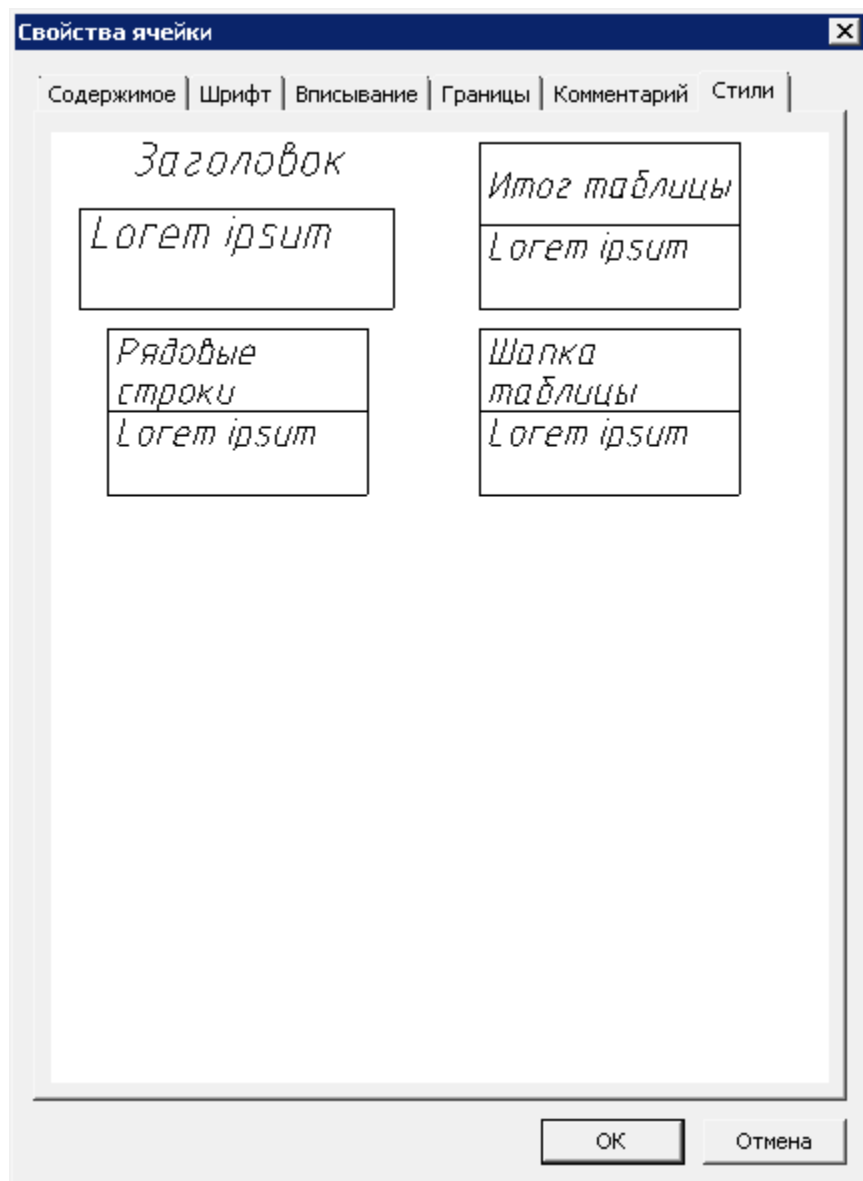 Свойства ячейки
Содержимое
Шрифт
Вписывание
Границы
Комментарий
Стили
Заголовок
Lorem ipsum
Итог таблицы
Lorem ipsum
Рядовые
строки
Lorem ipsum
Шапка
таблицы
Lorem ipsum
ОК
Отмена